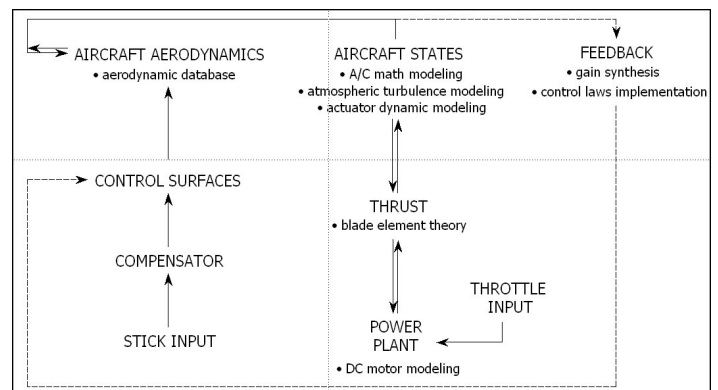 AIRCRAFT AERODYNAMICS
• aerodynamic database
AIRCRAFT STATES
• A/C math modeling
• atmospheric turbulence modeling
• actuator dynamic modeling
FEEDBACK
• gain synthesis
• control laws implementation
CONTROL SURFACES
COMPENSATOR
STICK INPUT
THRUST
• blade element theory
THROTTLE
INPUT
POWER
PLANT
• DC motor modeling